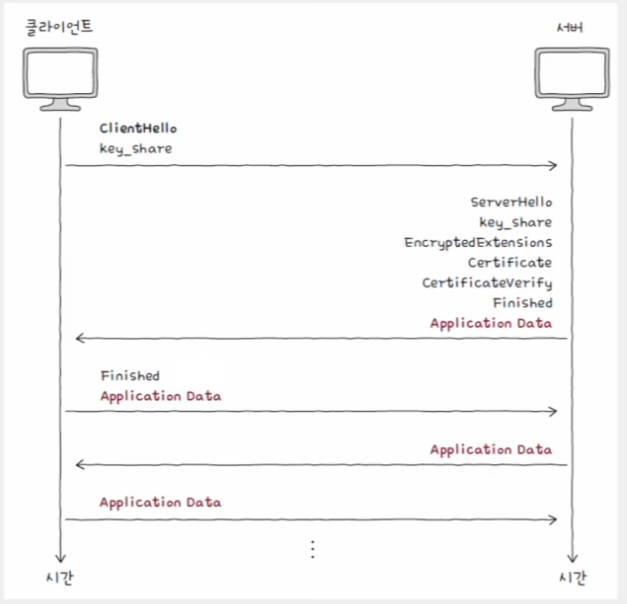 클라이언트
서버
ClientHello
key_share
ServerHello
key_share
EncryptedExtensions
Certificate
CertificateVerify
Finished
Application Data
Finished
Application Data
Application Data
Application Data
⋮
시간
시간